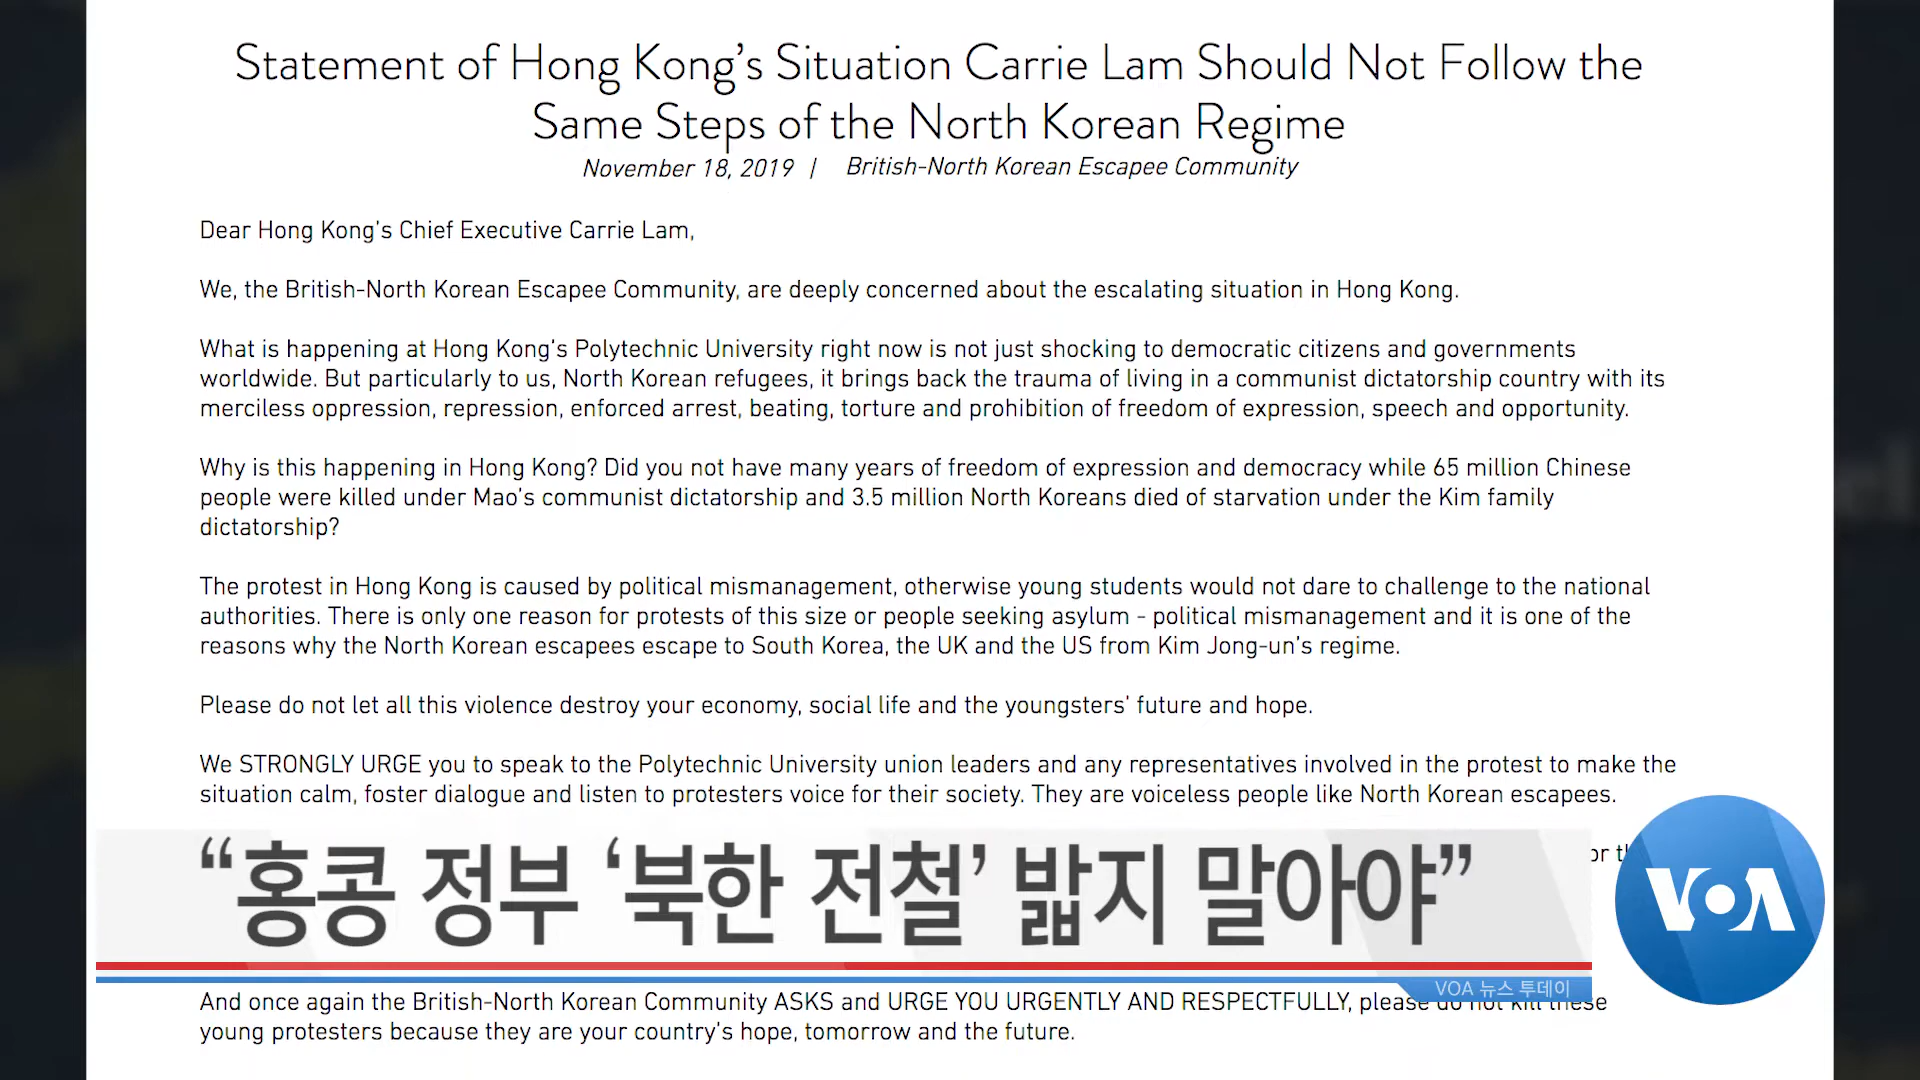 Statement of Hong Kong’s Situation Carrie Lam Should Not Follow the
Same Steps of the North Korean Regime
November 18, 2019 | British-North Korean Escapee Community
Dear Hong Kong's Chief Executive Carrie Lam,
We, the British-North Korean Escapee Community, are deeply concerned about the escalating situation in Hong Kong.
What is happening at Hong Kong's Polytechnic University right now is not just shocking to democratic citizens and governments
worldwide. But particularly to us, North Korean refugees, it brings back the trauma of living in a communist dictatorship country with its
merciless oppression, repression, enforced arrest, beating, torture and prohibition of freedom of expression, speech and opportunity.
Why is this happening in Hong Kong? Did you not have many years of freedom of expression and democracy while 65 million Chinese
people were killed under Mao's communist dictatorship and 3.5 million North Koreans died of starvation under the Kim family
dictatorship?
The protest in Hong Kong is caused by political mismanagement, otherwise young students would not dare to challenge to the national
authorities. There is only one reason for protests of this size or people seeking asylum - political mismanagement and it is one of the
reasons why the North Korean escapees escape to South Korea, the UK and the US from Kim Jong-un's regime.
Please do not let all this violence destroy your economy, social life and the youngsters' future and hope.
We STRONGLY URGE you to speak to the Polytechnic University union leaders and any representatives involved in the protest to make the
situation calm, foster dialogue and listen to protesters voice for their society. They are voiceless people like North Korean escapees.
“홍콩 정부 ‘북한 전철’ 밟지 말아야”
VOA
VOA 뉴스 투데이
And once again the British-North Korean Community ASKS and URGE YOU URGENTLY AND RESPECTFULLY, please do not kill these
young protesters because they are your country's hope, tomorrow and the future.